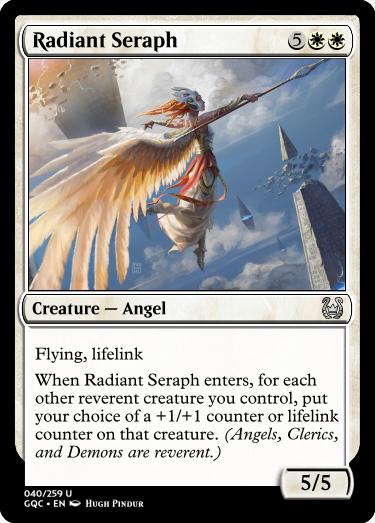 Radiant Seraph 5
Creature — Angel
Flying, lifelink
When Radiant Seraph enters, for each
other reverent creature you control, put
your choice of a +1/+1 counter or lifelink
counter on that creature. (Angels, Clerics,
and Demons are reverent.)
5/5
040/259 U
GQC • EN Hugh Pindur